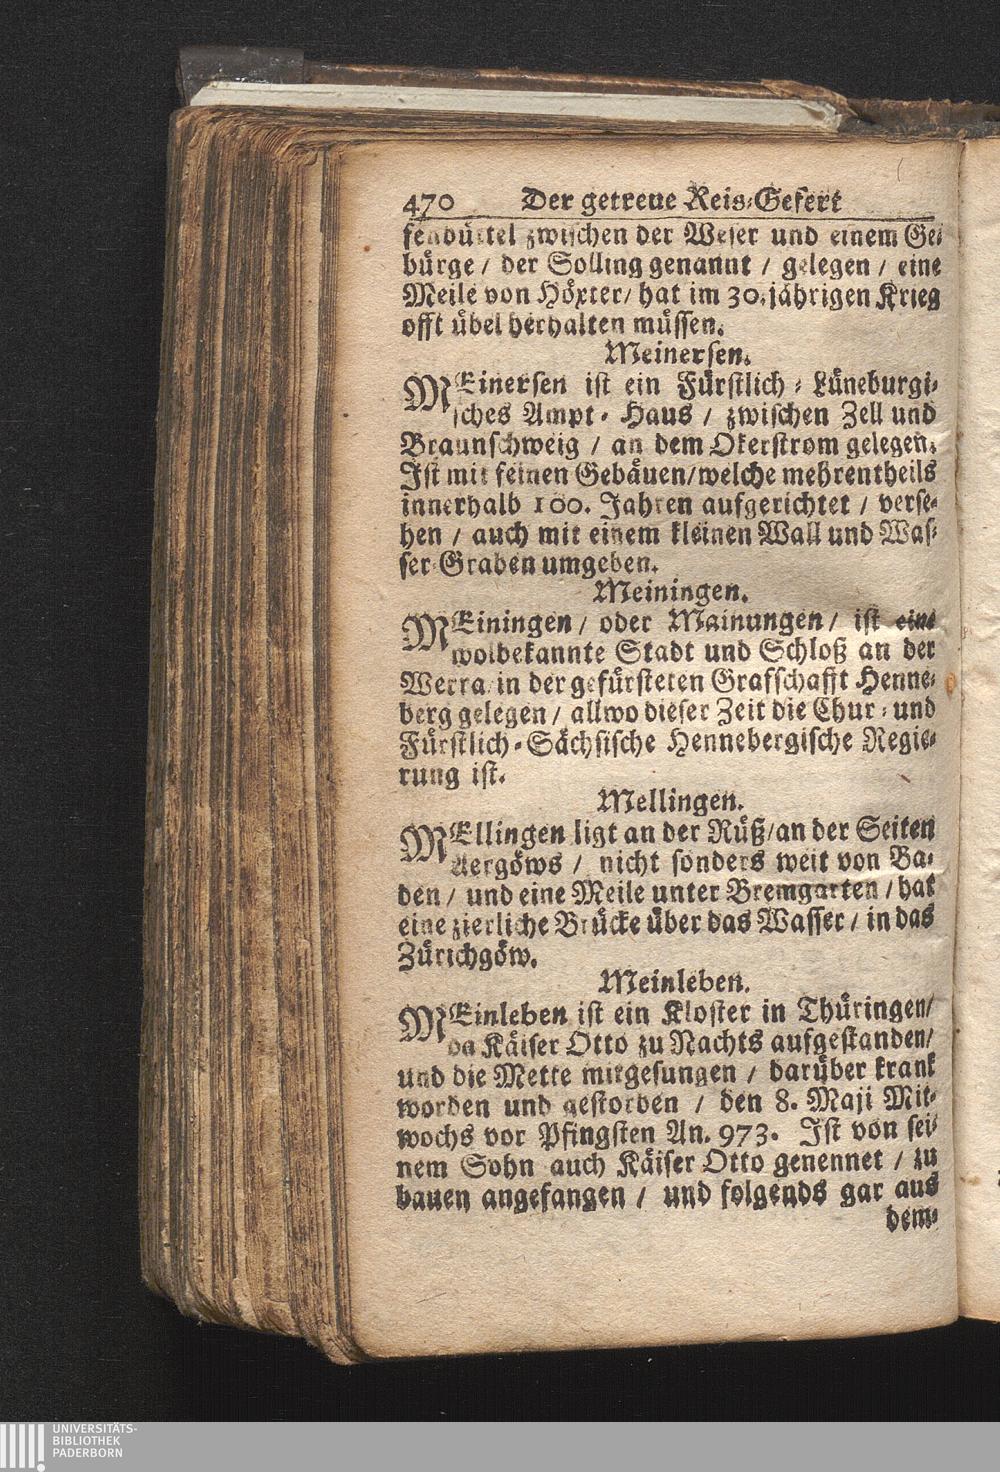 470 Der getreue Reis-Gefert
fenbüttel zwischen der Weser und einem Ge-
bürge / der Solling genannt / gelegen / eine
Meile von Höxter / hat im 30. jährigen Krieg
offt übel herhalten müssen.
Meinersen.
MEinersen ist ein Fürstlich-Lüneburgi-
sches Ampt-Haus / zwischen Zell und
Braunschweig / an dem Okerstrom gelegen.
Ist mit feinen Gebäuen / welche mehrentheils
innerhalb 100. Jahren aufgerichtet / verse-
hen / auch mit einem kleinen Wall und Was-
ser-Graben umgeben.
Meiningen.
MEiningen / oder Mainungen / ist eine
wolbekannte Stadt und Schloß an der
Werra / in der gefürsteten Grafschafft Henne-
berg gelegen / allwo dieser Zeit die Chur- und
Fürstlich-Sächsische Hennebergische Regie-
rung ist.
Mellingen.
MEllingen ligt an der Rüß / an der Seiten
Aergöws / nicht sonders weit von Ba-
den / und eine Meile unter Bremgarten / hat
eine zierliche Brücke über das Wasser / in das
Zürichgöw.
Meinleben.
MEinleben ist ein Kloster in Thüringen /
da Käiser Otto zu Nachts aufgestanden /
und die Mette mitgesungen / darüber krank
worden und gestorben / den 8. Maji Mit-
wochs vor Pfingsten An. 973. Ist von sei-
nem Sohn auch Käiser Otto genennet / zu
bauen angefangen / und folgends gar aus
dem-
UNIVERSITÄTS-
BIBLIOTHEK
PADERBORN